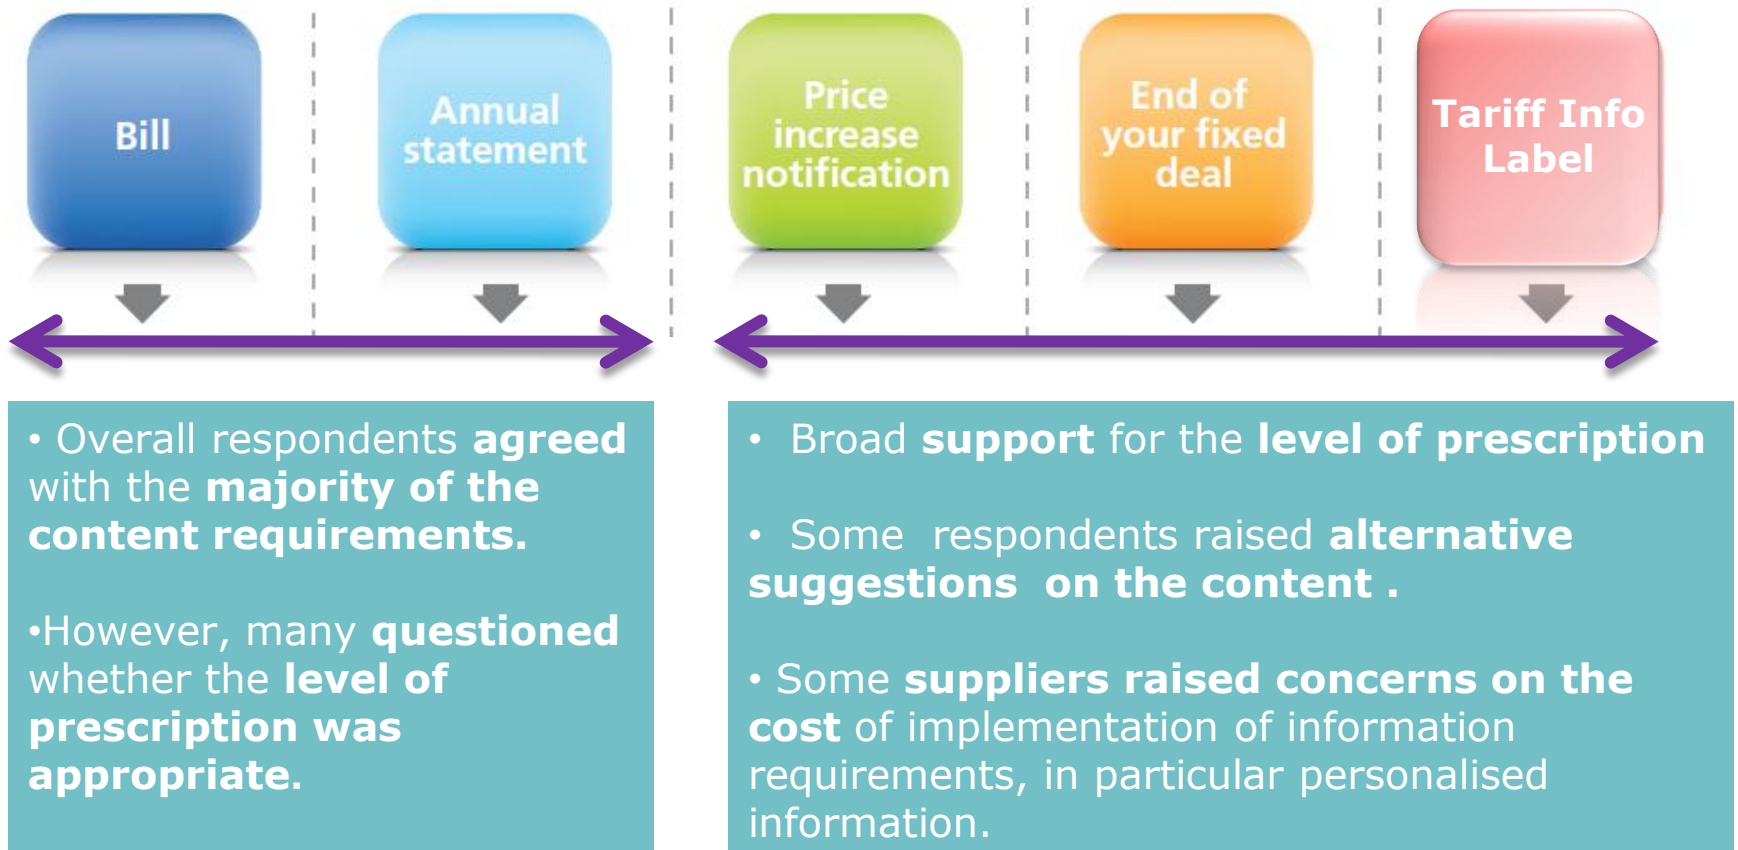 Bill
Annual
statement
Price
increase
notification
End of
your fixed
deal
Tariff Info
Label
• Overall respondents agreed
with the majority of the
content requirements.
•However, many questioned
whether the level of
prescription was
appropriate.
• Broad support for the level of prescription
• Some respondents raised alternative
suggestions on the content .
• Some suppliers raised concerns on the
cost of implementation of information
requirements, in particular personalised
information.